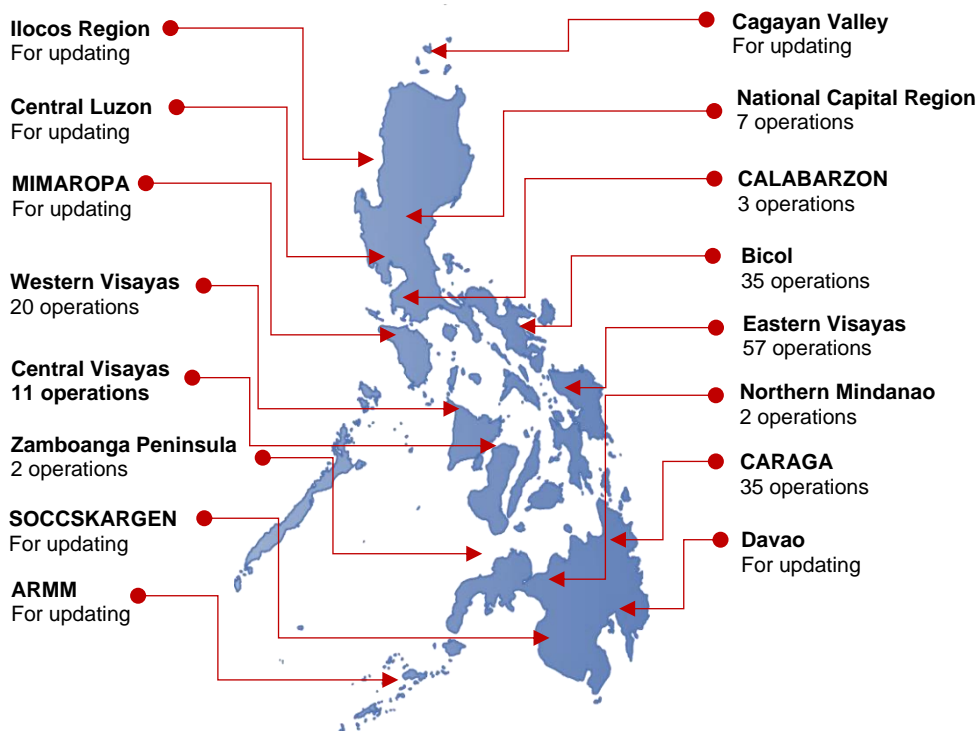 Ilocos Region
For updating
Central Luzon
For updating
MIMAROPA
For updating
Western Visayas
20 operations
Central Visayas
11 operations
Zamboanga Peninsula
2 operations
SOCCSKARGEN
For updating
ARMM
For updating
Cagayan Valley
For updating
National Capital Region
7 operations
CALABARZON
3 operations
Bicol
35 operations
Eastern Visayas
57 operations
Northern Mindanao
2 operations
CARAGA
35 operations
Davao
For updating